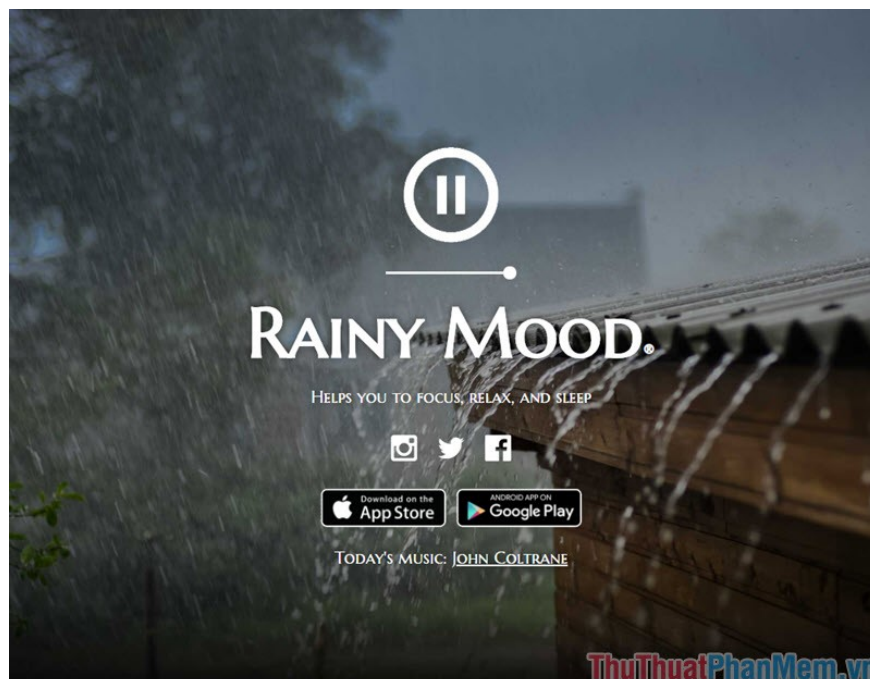 Rainy Mood®
Helps you to focus, relax, and sleep
Download on the
App Store
ANDROID APP ON
Google Play
Today's music: John Coltrane
ThuThuatPhanMem.vn